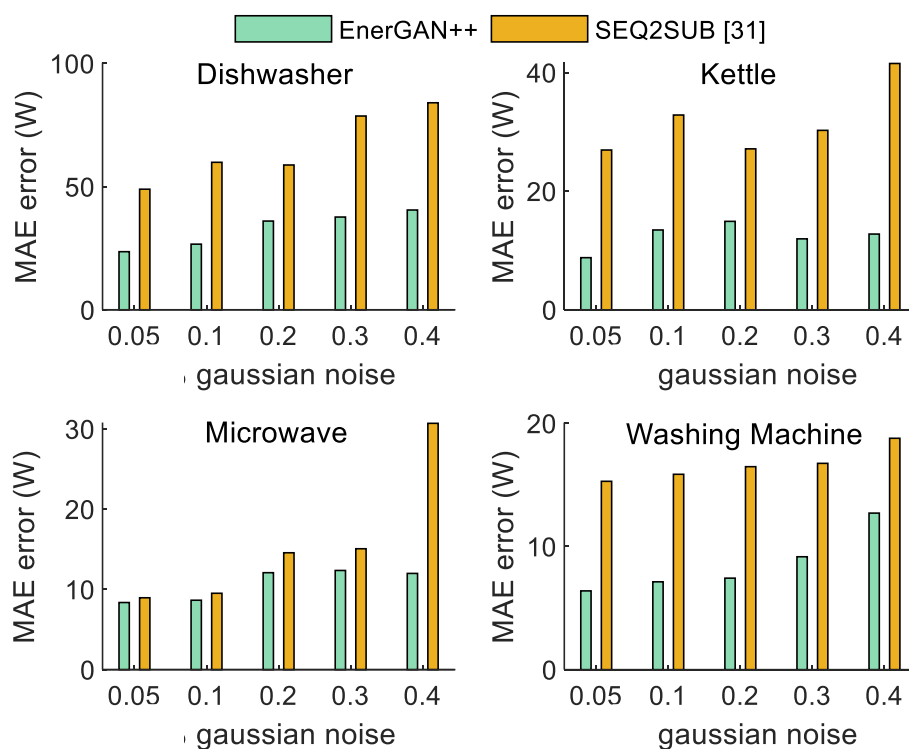 EnerGAN++ SEQ2SUB [31]
Dishwasher
MAE error (W)
100
50
0
0.05 0.1 0.2 0.3 0.4
gaussian noise
Kettle
MAE error (W)
40
20
0
0.05 0.1 0.2 0.3 0.4
gaussian noise
Microwave
MAE error (W)
30
20
10
0
0.05 0.1 0.2 0.3 0.4
gaussian noise
Washing Machine
MAE error (W)
20
10
0
0.05 0.1 0.2 0.3 0.4
gaussian noise